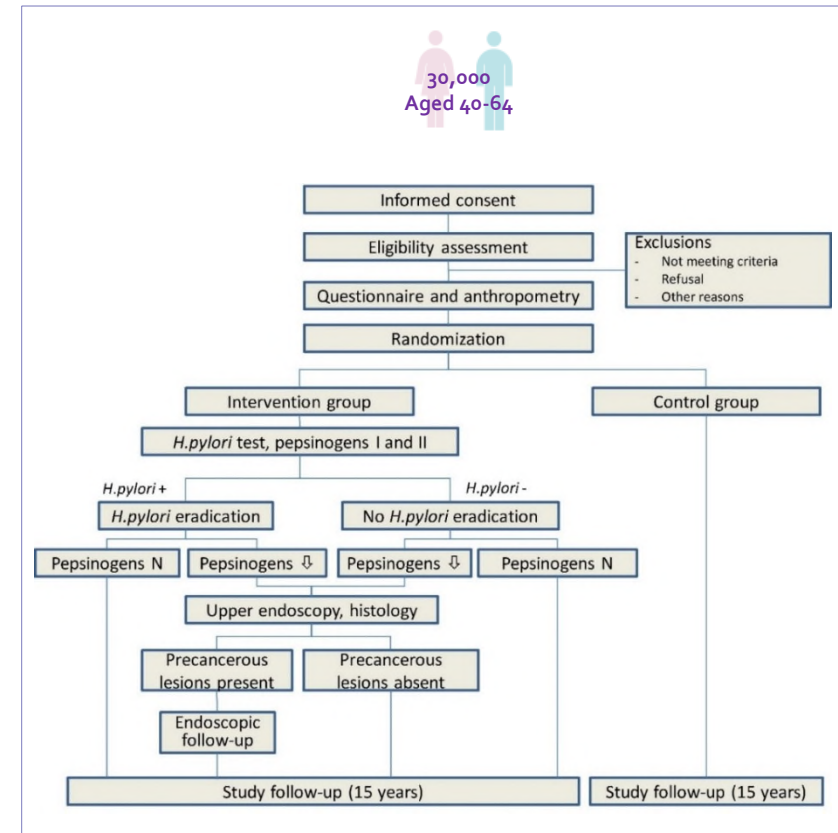 30,000
Aged 40-64
Informed consent
Eligibility assessment
Exclusions
- Not meeting criteria
- Refusal
- Other reasons
Questionnaire and anthropometry
Randomization
Intervention group
Control group
H.pylori test, pepsinogens I and II
H.pylori +
H.pylori -
H.pylori eradication
No H.pylori eradication
Pepsinogens N
Pepsinogens ⇩
Pepsinogens ⇩
Pepsinogens N
Upper endoscopy, histology
Precancerous
lesions present
Precancerous
lesions absent
Endoscopic
follow-up
Study follow-up (15 years)
Study follow-up (15 years)